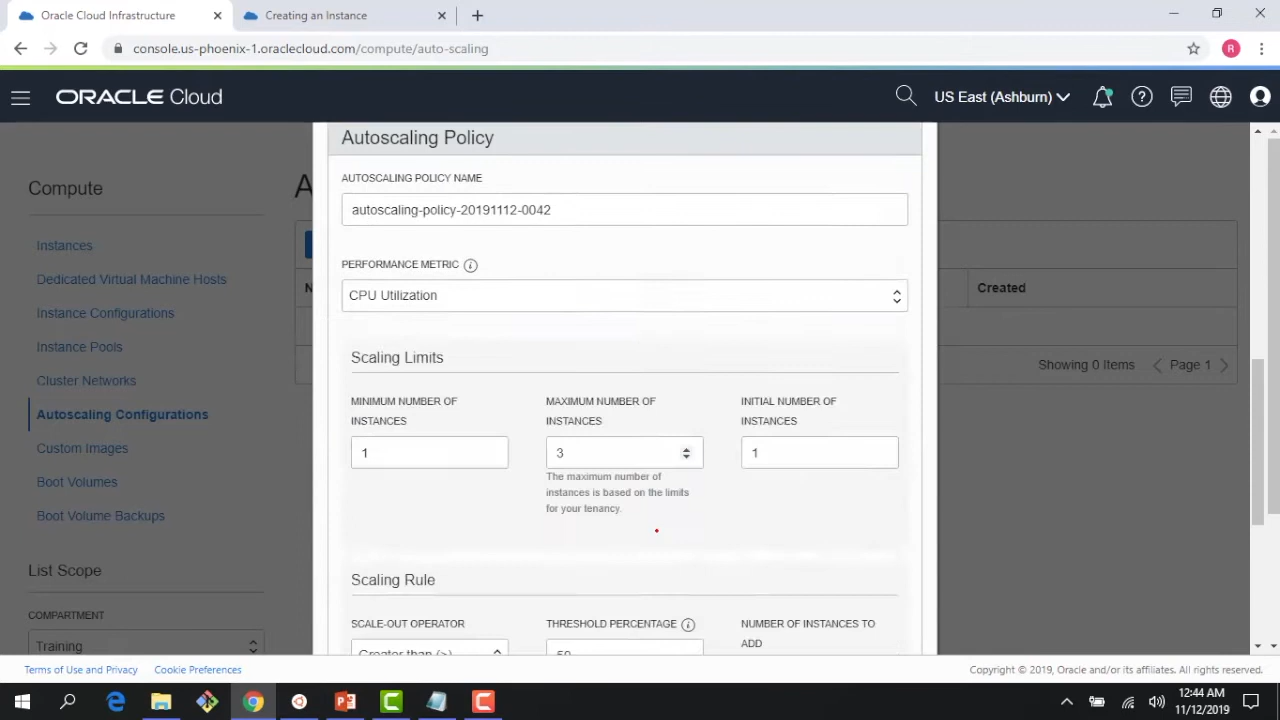 Oracle Cloud Infrastructure
Creating an Instance
console.us-phoenix-1.oraclecloud.com/compute/auto-scaling
R
ORACLE Cloud
US East (Ashburn)
Compute
Instances
Dedicated Virtual Machine Hosts
Instance Configurations
Instance Pools
Cluster Networks
Autoscaling Configurations
Custom Images
Boot Volumes
Boot Volume Backups
List Scope
COMPARTMENT
Training
A
N
Created
Showing 0 Items
Page 1
Autoscaling Policy
AUTOSCALING POLICY NAME
autoscaling-policy-20191112-0042
PERFORMANCE METRIC
CPU Utilization
Scaling Limits
MINIMUM NUMBER OF
INSTANCES
1
MAXIMUM NUMBER OF
INSTANCES
3
The maximum number of
instances is based on the limits
for your tenancy.
INITIAL NUMBER OF
INSTANCES
1
Scaling Rule
SCALE-OUT OPERATOR
Greater than (>)
THRESHOLD PERCENTAGE
50
NUMBER OF INSTANCES TO
ADD
Terms of Use and Privacy
Cookie Preferences
Copyright © 2019, Oracle and/or its affiliates. All rights reserved.
12:44 AM
11/12/2019